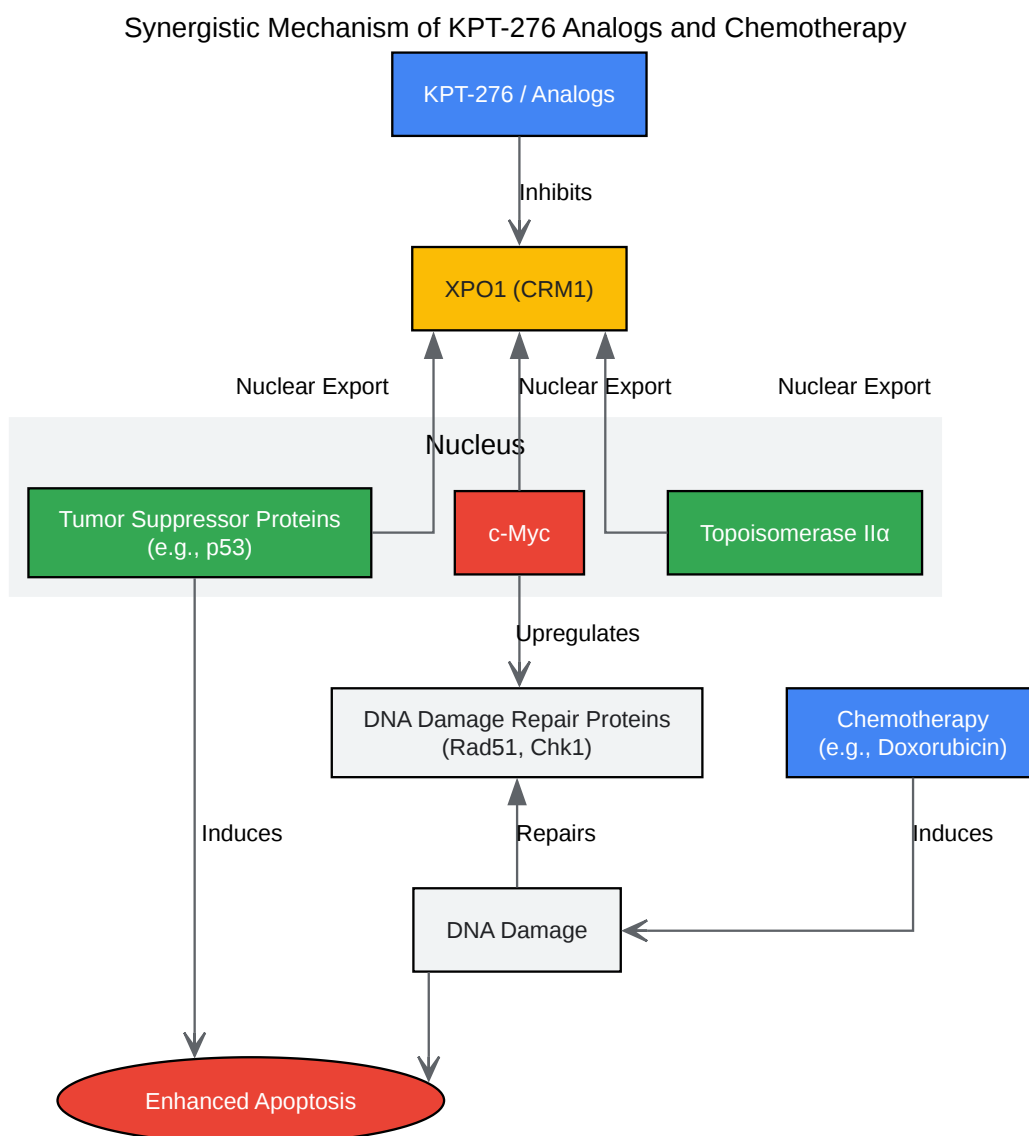 Synergistic Mechanism of KPT-276 Analogs and Chemotherapy
KPT-276 / Analogs
Inhibits
XPO1 (CRM1)
Nuclear Export
Nuclear Export
Nuclear Export
Nucleus
Tumor Suppressor Proteins
(e.g., p53)
c-Myc
Topoisomerase IIα
Upregulates
DNA Damage Repair Proteins
(Rad51, Chk1)
Chemotherapy
(e.g., Doxorubicin)
Induces
Repairs
Induces
DNA Damage
Enhanced Apoptosis